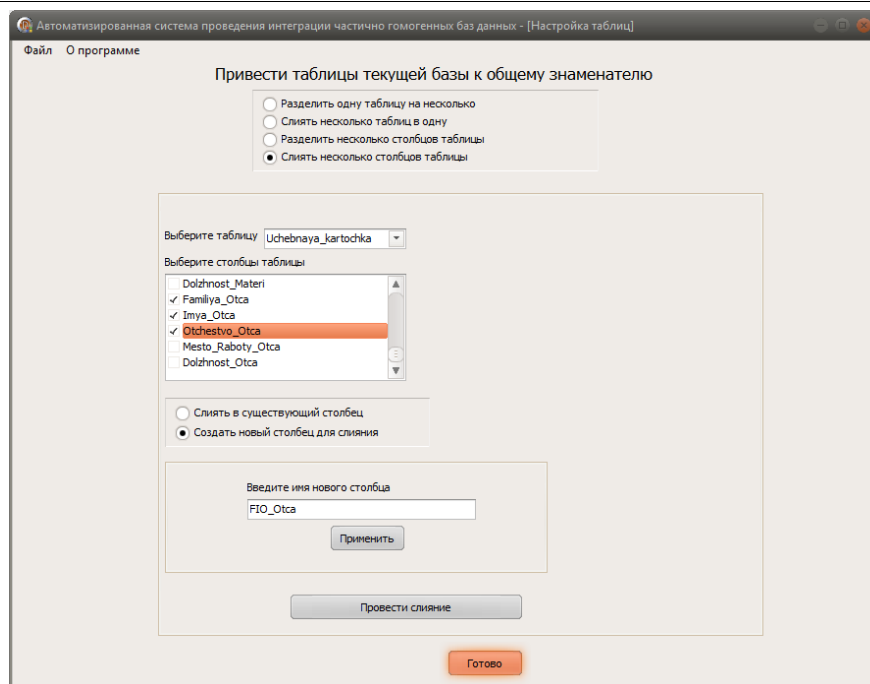 Автоматизированная система проведения интеграции частично гомогенных баз данных - [Настройка таблиц]
Файл О программе
Привести таблицы текущей базы к общему знаменателю
Разделить одну таблицу на несколько
Слиять несколько таблиц в одну
Разделить несколько столбцов таблицы
Слиять несколько столбцов таблицы
Выберите таблицу Uchebnaya_kartochka
Выберите столбцы таблицы
Dolzhnost_Materi
Familiya_Otca
Imya_Otca
Otchestvo_Otca
Mesto_Raboty_Otca
Dolzhnost_Otca
Слиять в существующий столбец
Создать новый столбец для слияния
Введите имя нового столбца
FIO_Otca
Применить
Провести слияние
Готово